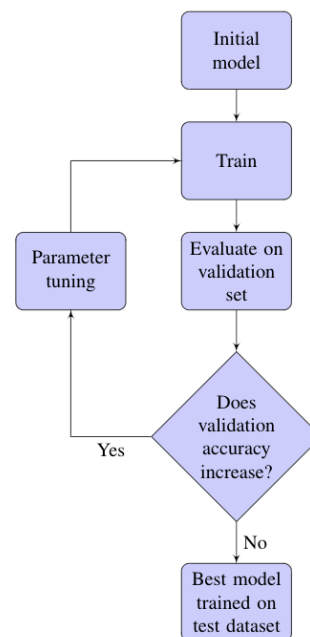 Initial
model
Train
Parameter
tuning
Evaluate on
validation
set
Does
validation
accuracy
increase?
Yes
No
Best model
trained on
test dataset